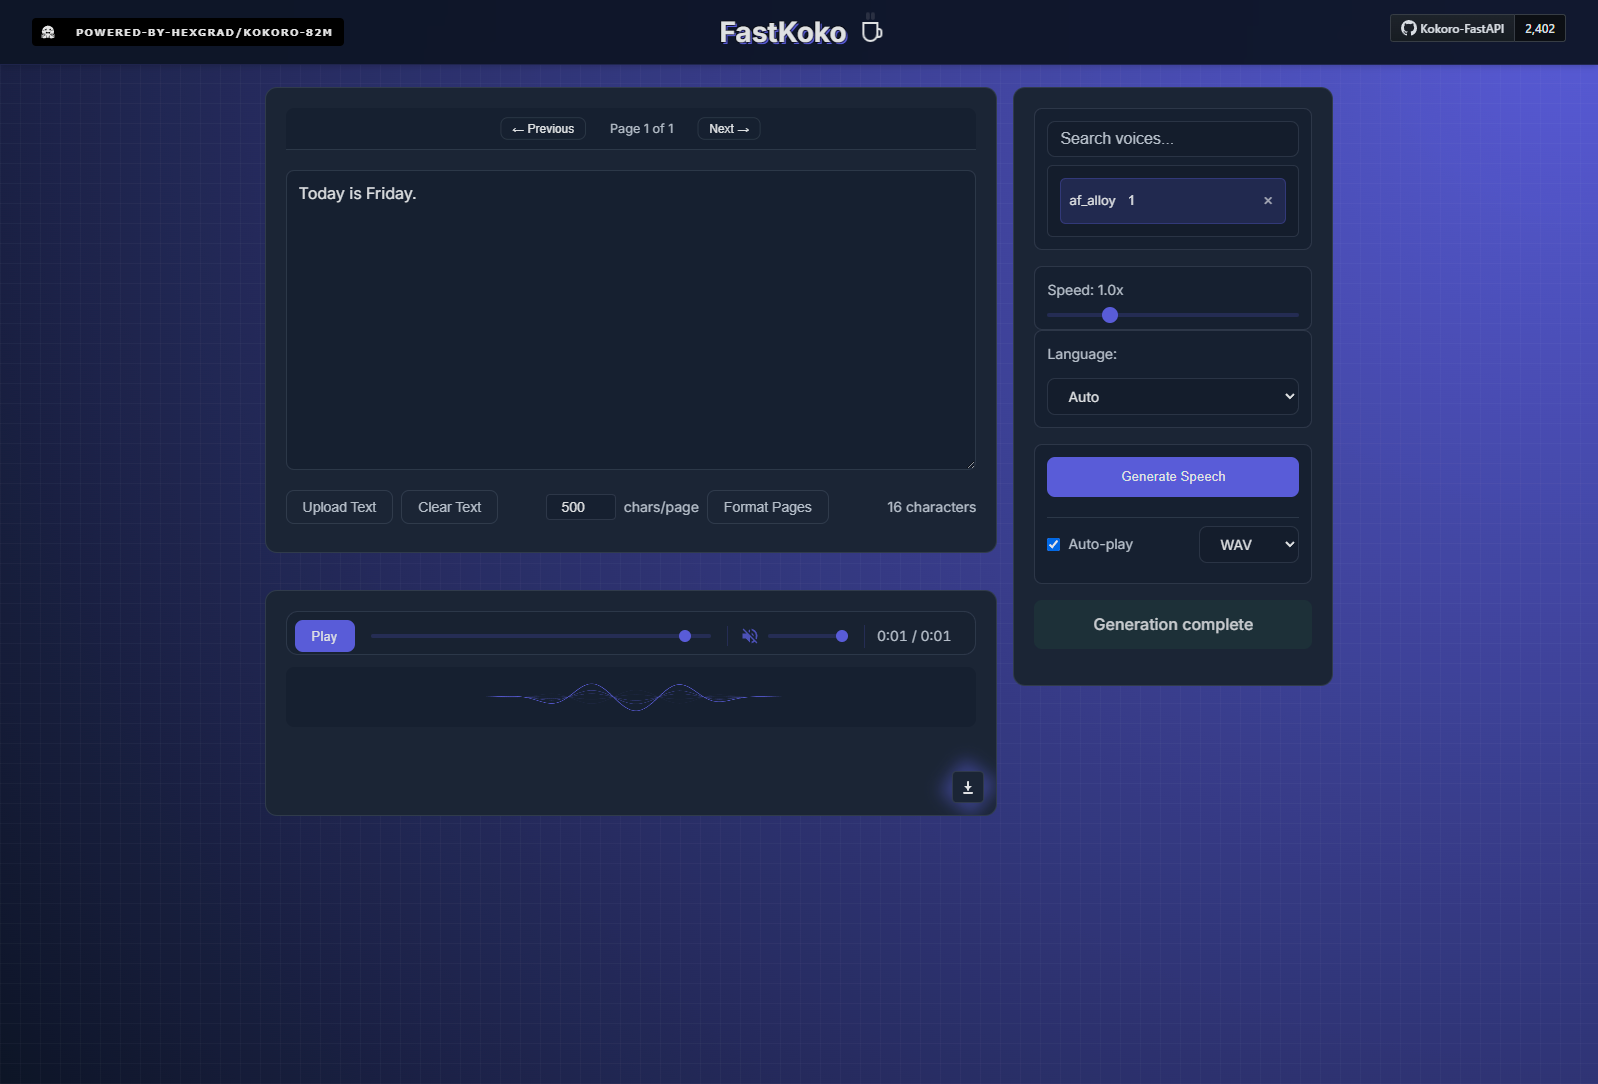 POWERED-BY-HEXGRAD/KOKORO-82M
FastKoko
Kokoro-FastAPI 2,402
← Previous Page 1 of 1 Next →
Today is Friday.
Upload Text Clear Text 500 chars/page Format Pages 16 characters
Play 0:01 / 0:01
Search voices...
af_alloy 1 ×
Speed: 1.0x
Language:
Auto
Generate Speech
Auto-play WAV
Generation complete